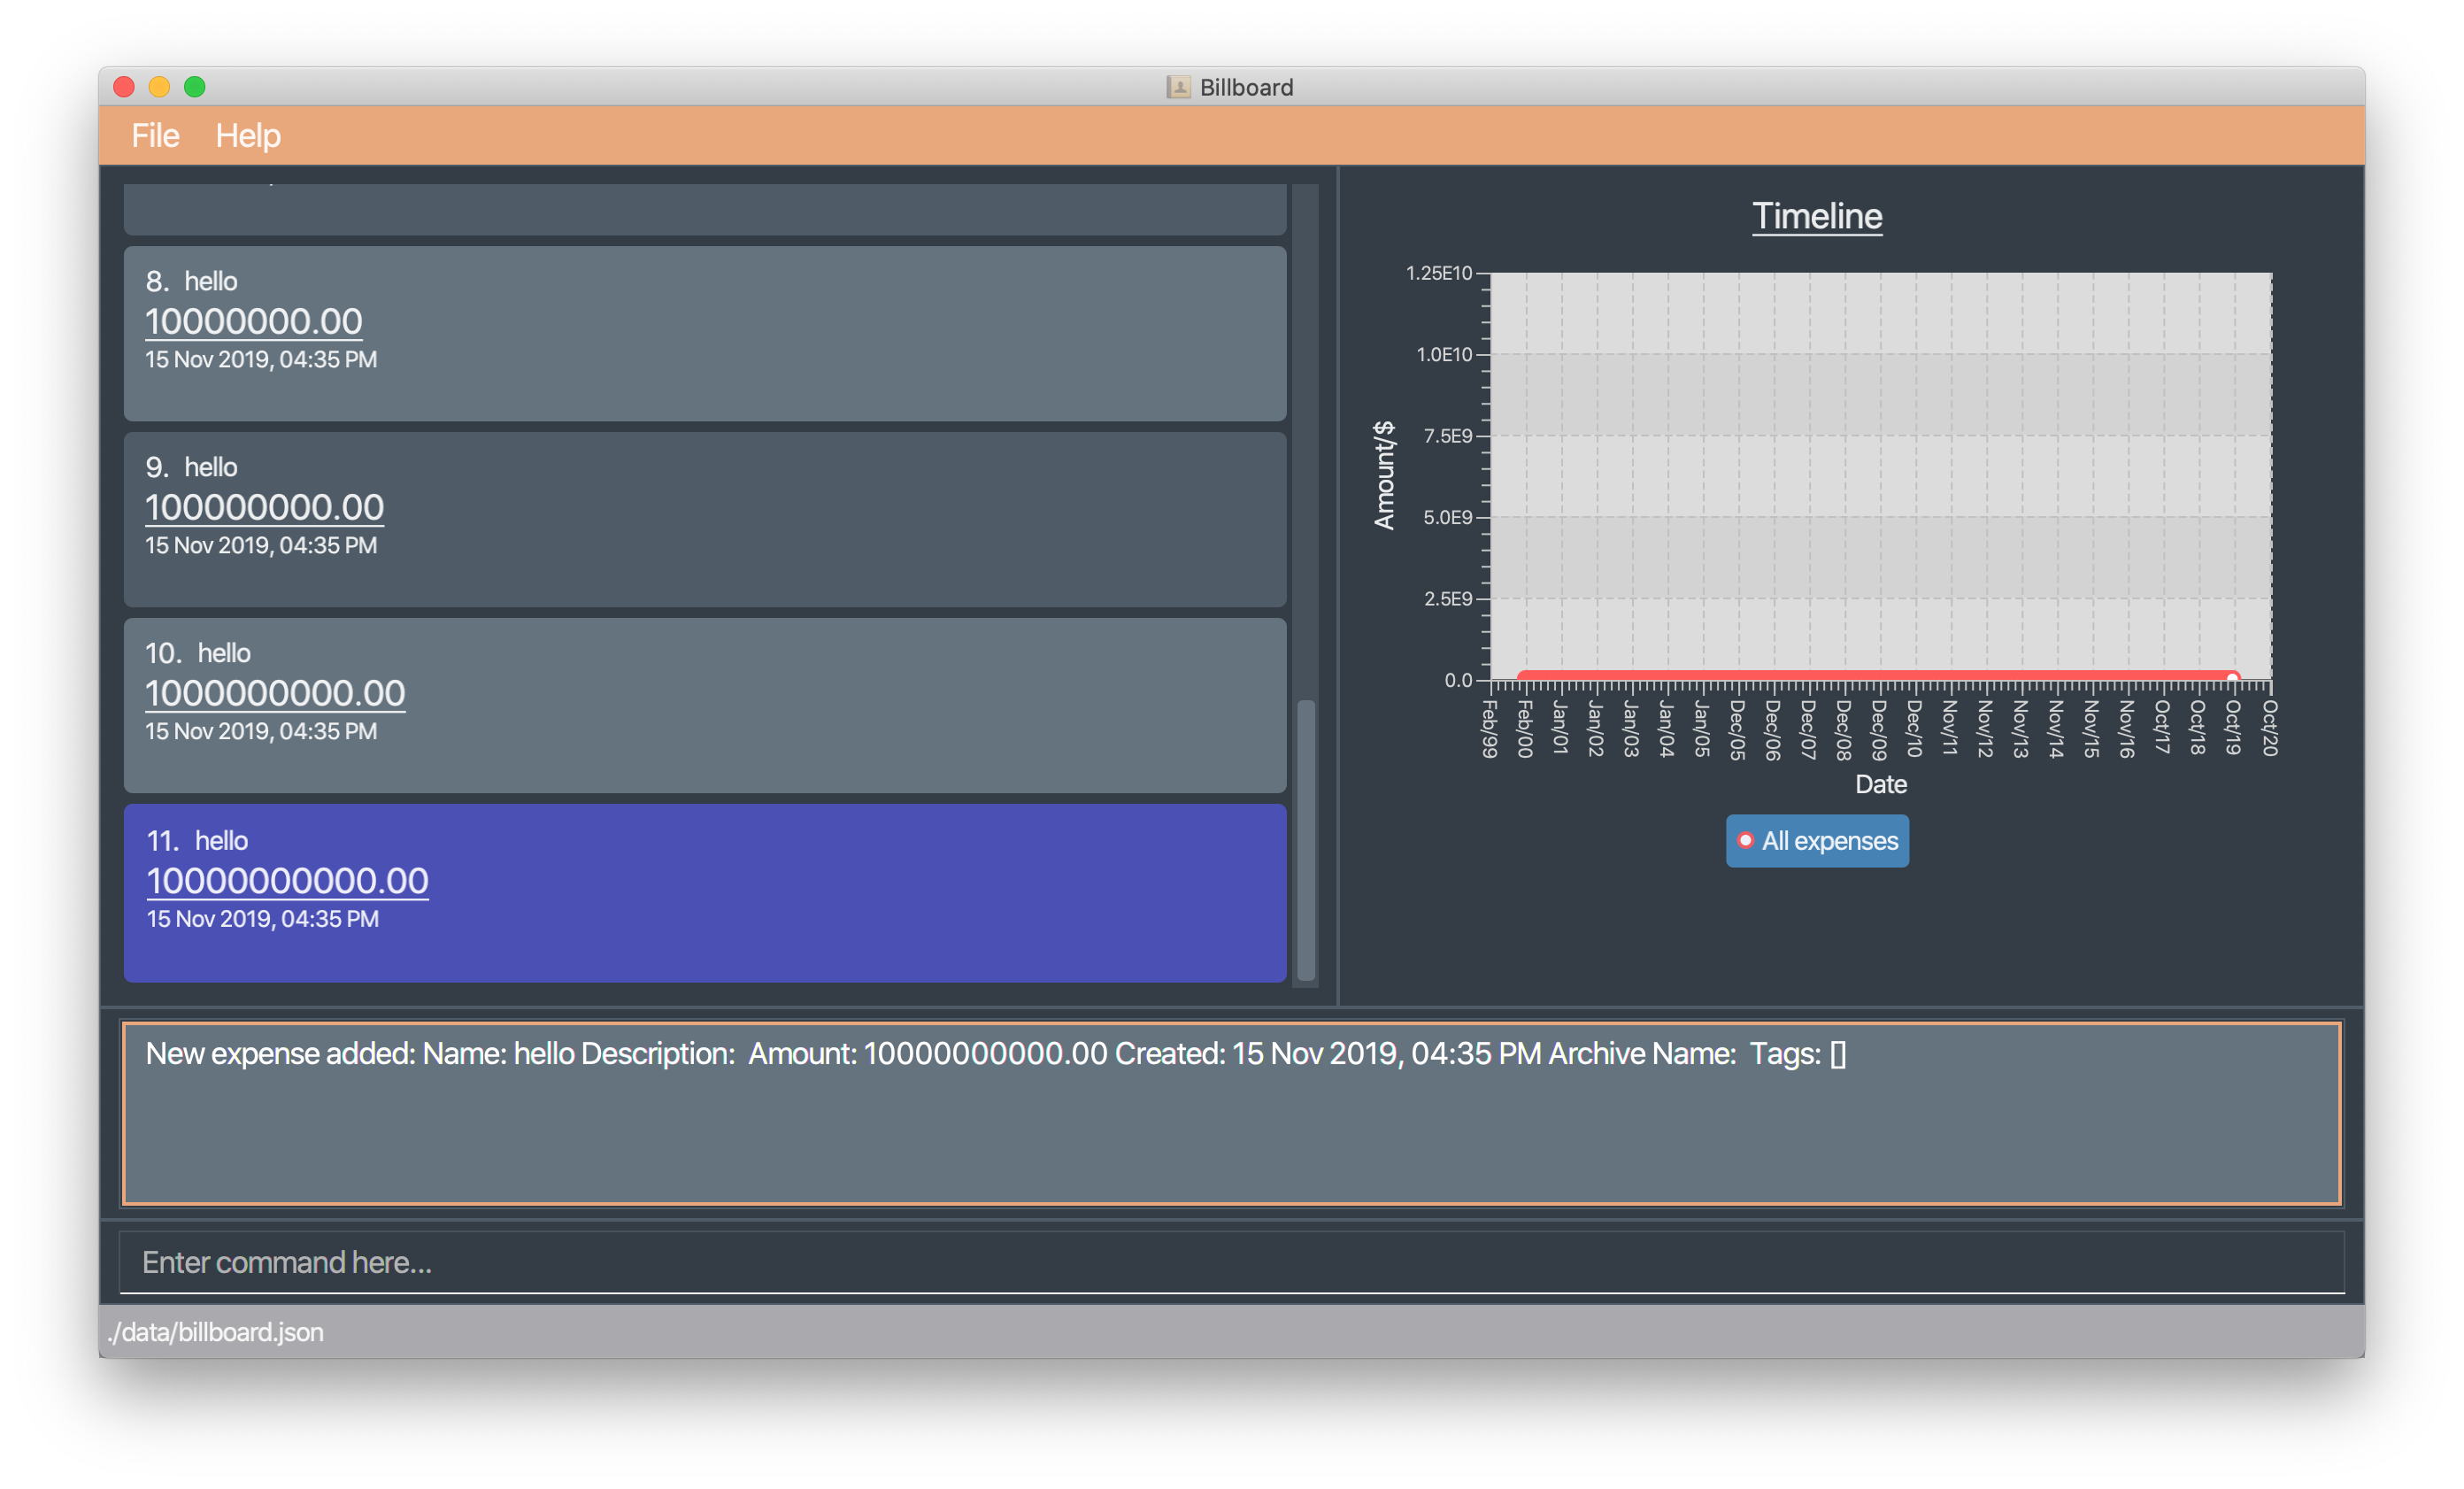 Billboard
File Help
8. hello
10000000.00
15 Nov 2019, 04:35 PM
9. hello
100000000.00
15 Nov 2019, 04:35 PM
10. hello
1000000000.00
15 Nov 2019, 04:35 PM
11. hello
10000000000.00
15 Nov 2019, 04:35 PM
Timeline
Amount/$
1.25E10
1.0E10
7.5E9
5.0E9
2.5E9
0.0
Feb/99
Feb/00
Jan/01
Jan/02
Jan/03
Jan/04
Jan/05
Dec/05
Dec/06
Dec/07
Dec/08
Dec/09
Dec/10
Nov/11
Nov/12
Nov/13
Nov/14
Nov/15
Nov/16
Oct/17
Oct/18
Oct/19
Oct/20
Date
All expenses
New expense added: Name: hello Description:  Amount: 10000000000.00 Created: 15 Nov 2019, 04:35 PM Archive Name:  Tags: []
Enter command here...
./data/billboard.json